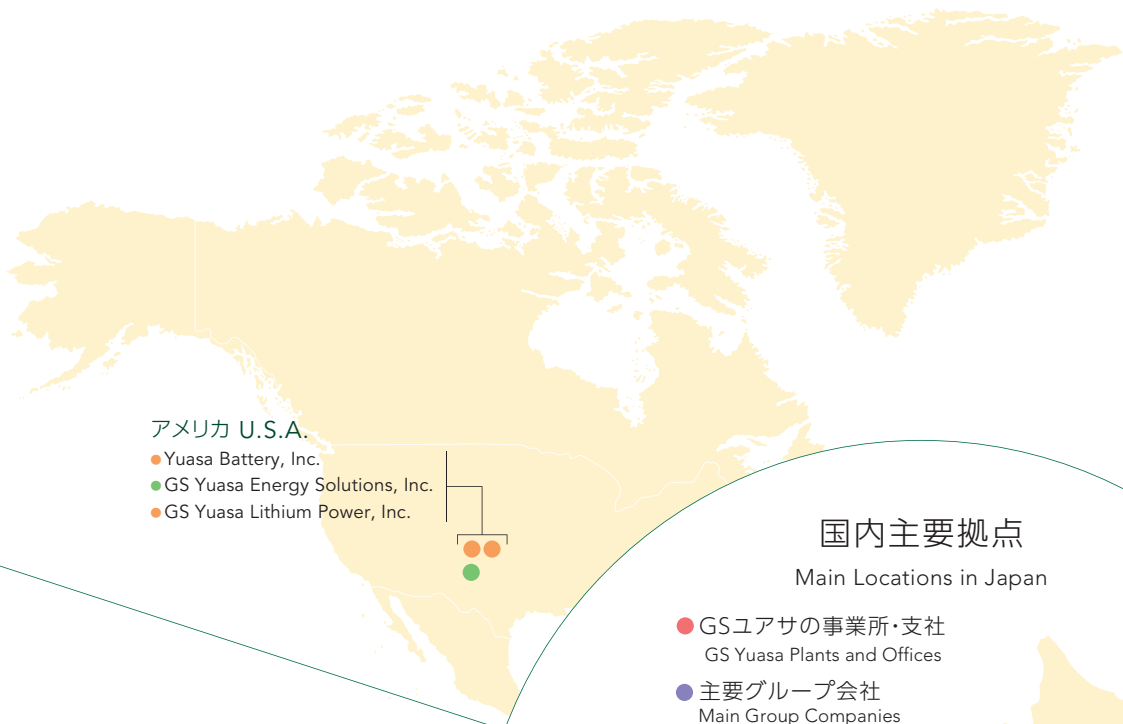 アメリカ U.S.A.
Yuasa Battery, Inc.
GS Yuasa Energy Solutions, Inc.
GS Yuasa Lithium Power, Inc.
国内主要拠点
Main Locations in Japan
GSユアサの事業所・支社
GS Yuasa Plants and Offices
主要グループ会社
Main Group Companies